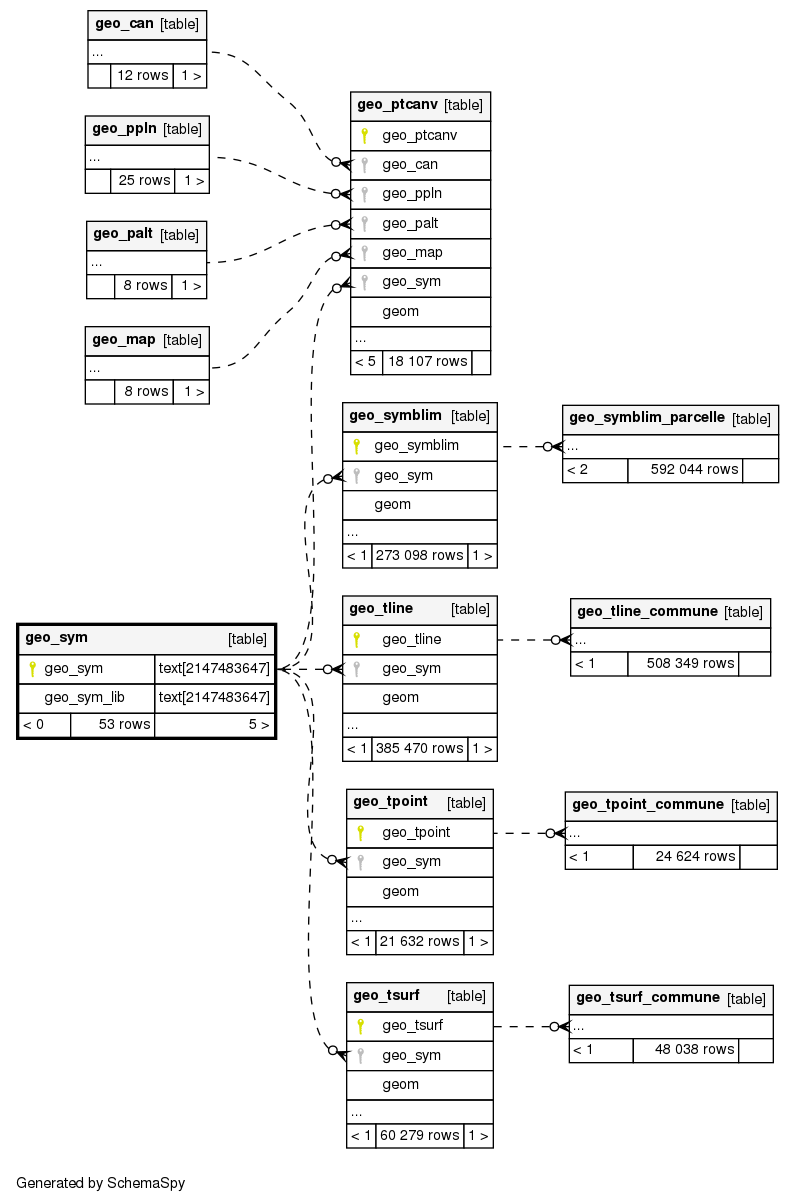 geo_can [table]
...
12 rows 1 >
geo_ppln [table]
...
25 rows 1 >
geo_palt [table]
...
8 rows 1 >
geo_map [table]
...
8 rows 1 >
geo_ptcanv [table]
geo_ptcanv
geo_can
geo_ppln
geo_palt
geo_map
geo_sym
geom
...
< 5 18 107 rows
geo_symblim [table]
geo_symblim
geo_sym
geom
...
< 1 273 098 rows 1 >
geo_symblim_parcelle [table]
...
< 2 592 044 rows
geo_sym [table]
geo_sym text[2147483647]
geo_sym_lib text[2147483647]
< 0 53 rows 5 >
geo_tline [table]
geo_tline
geo_sym
geom
...
< 1 385 470 rows 1 >
geo_tline_commune [table]
...
< 1 508 349 rows
geo_tpoint [table]
geo_tpoint
geo_sym
geom
...
< 1 21 632 rows 1 >
geo_tpoint_commune [table]
...
< 1 24 624 rows
geo_tsurf [table]
geo_tsurf
geo_sym
geom
...
< 1 60 279 rows 1 >
geo_tsurf_commune [table]
...
< 1 48 038 rows
Generated by SchemaSpy